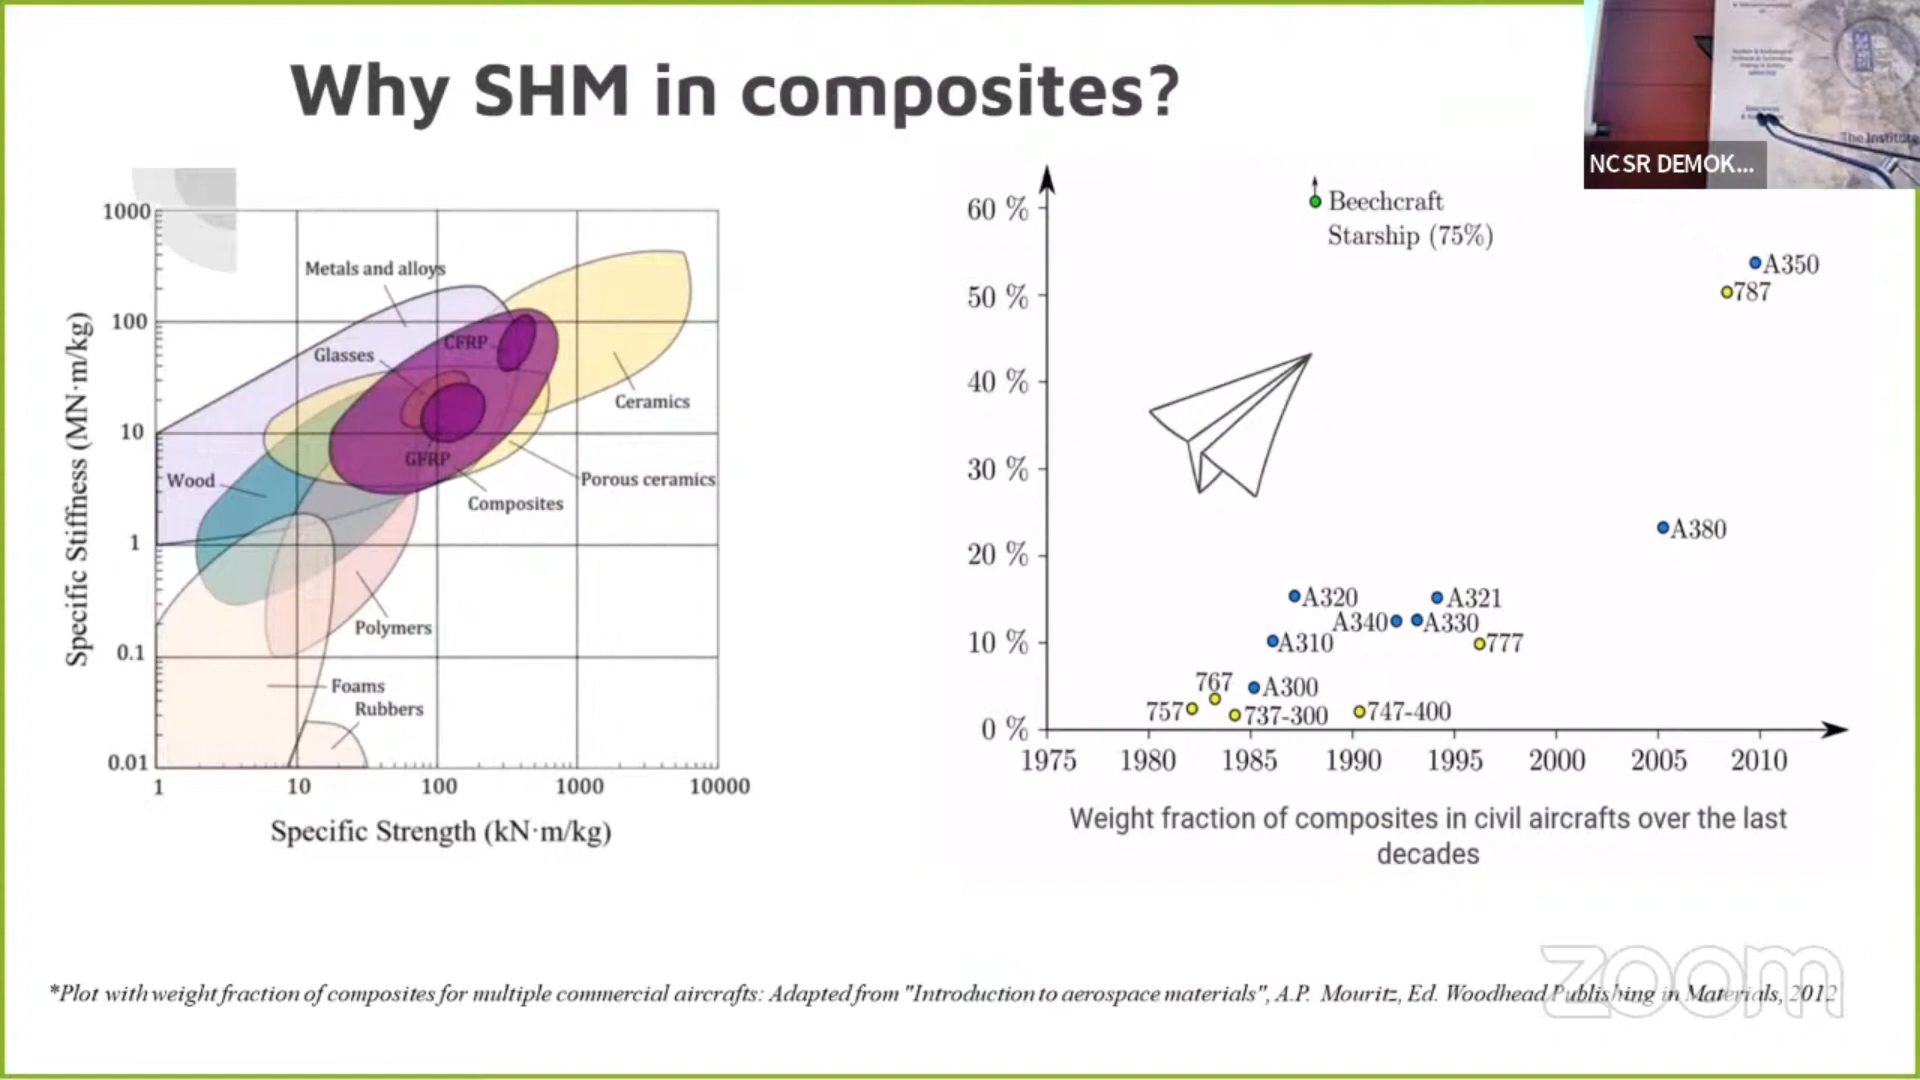 Why SHM in composites?
NCSR DEMOK...
The Institute
1000
100
10
1
0.1
0.01
Specific Stiffness (MN·m/kg)
Metals and alloys
Glasses
CFRP
Ceramics
Wood
GFRP
Porous ceramics
Composites
Polymers
Foams
Rubbers
1 10 100 1000 10000
Specific Strength (kN·m/kg)
60 %
50 %
40 %
30 %
20 %
10 %
0 %
Beechcraft
Starship (75%)
A350
787
A380
A320
A321
A340
A330
A310
777
767
A300
757
737-300
747-400
1975 1980 1985 1990 1995 2000 2005 2010
Weight fraction of composites in civil aircrafts over the last
decades
*Plot with weight fraction of composites for multiple commercial aircrafts: Adapted from "Introduction to aerospace materials", A.P. Mouritz, Ed. Woodhead Publishing in Materials, 2012
zoom